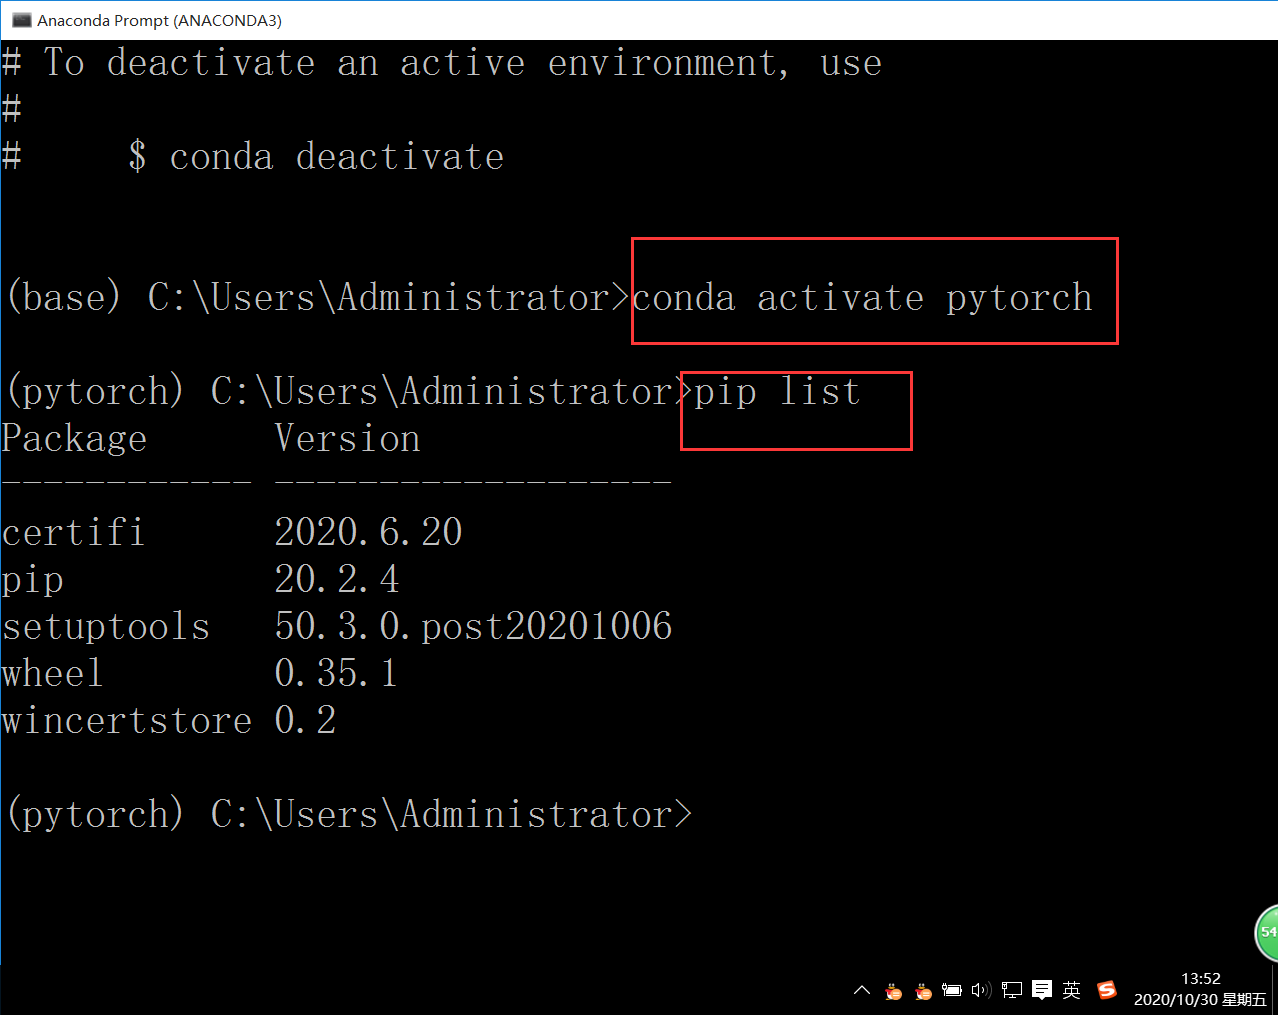 Anaconda Prompt (ANACONDA3)
# To deactivate an active environment, use
#
#     $ conda deactivate
(base) C:\Users\Administrator>conda activate pytorch
(pytorch) C:\Users\Administrator>pip list
Package      Version
------------ -------------------
certifi      2020.6.20
pip          20.2.4
setuptools   50.3.0.post20201006
wheel        0.35.1
wincertstore 0.2
(pytorch) C:\Users\Administrator>
54
英
13:52
2020/10/30 星期五